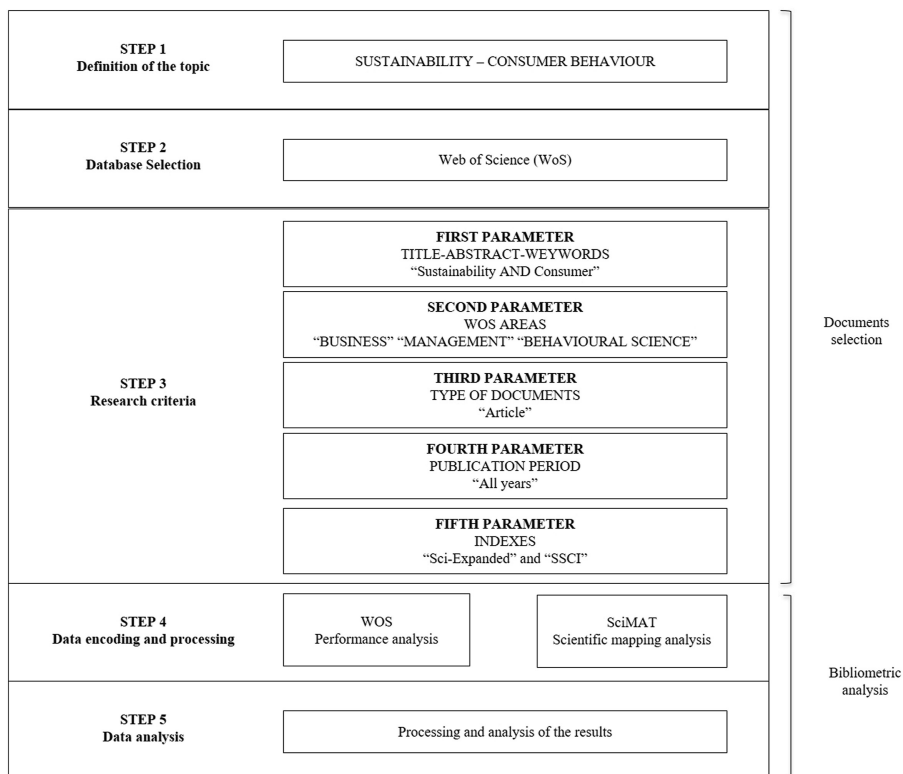 STEP 1
Definition of the topic
SUSTAINABILITY – CONSUMER BEHAVIOUR
STEP 2
Database Selection
Web of Science (WoS)
STEP 3
Research criteria
FIRST PARAMETER
TITLE-ABSTRACT-WEYWORDS
“Sustainability AND Consumer”
SECOND PARAMETER
WOS AREAS
“BUSINESS” “MANAGEMENT” “BEHAVIOURAL SCIENCE”
THIRD PARAMETER
TYPE OF DOCUMENTS
“Article”
FOURTH PARAMETER
PUBLICATION PERIOD
“All years”
FIFTH PARAMETER
INDEXES
“Sci-Expanded” and “SSCI”
Documents
selection
STEP 4
Data encoding and processing
WOS
Performance analysis
SciMAT
Scientific mapping analysis
STEP 5
Data analysis
Processing and analysis of the results
Bibliometric
analysis